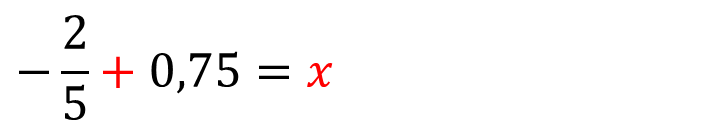 −2/5 + 0,75 = x